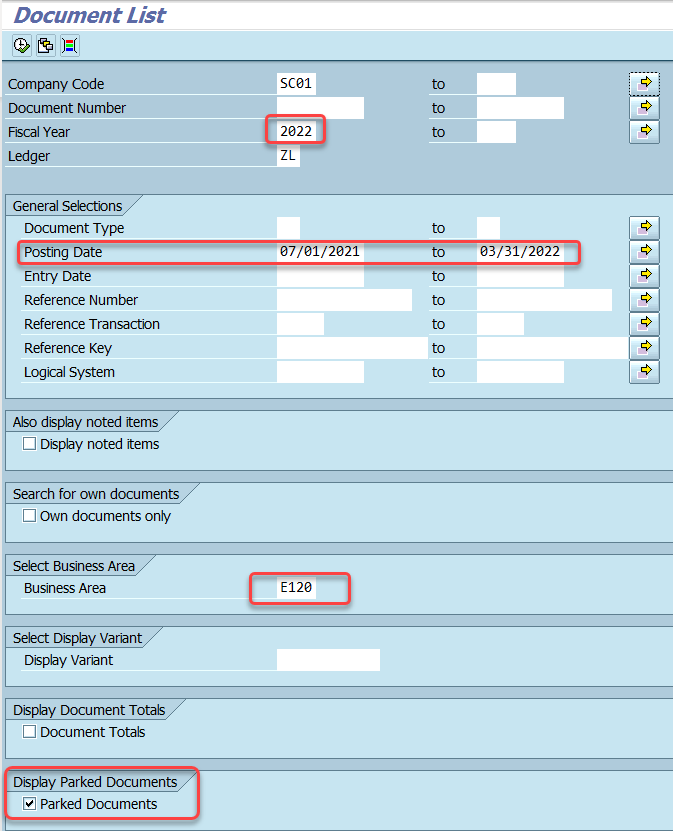 Document List
Company Code SC01 to
Document Number to
Fiscal Year 2022 to
Ledger ZL
General Selections
Document Type to
Posting Date 07/01/2021 to 03/31/2022
Entry Date to
Reference Number to
Reference Transaction to
Reference Key to
Logical System to
Also display noted items
Display noted items
Search for own documents
Own documents only
Select Business Area
Business Area E120
Select Display Variant
Display Variant
Display Document Totals
Document Totals
Display Parked Documents
Parked Documents